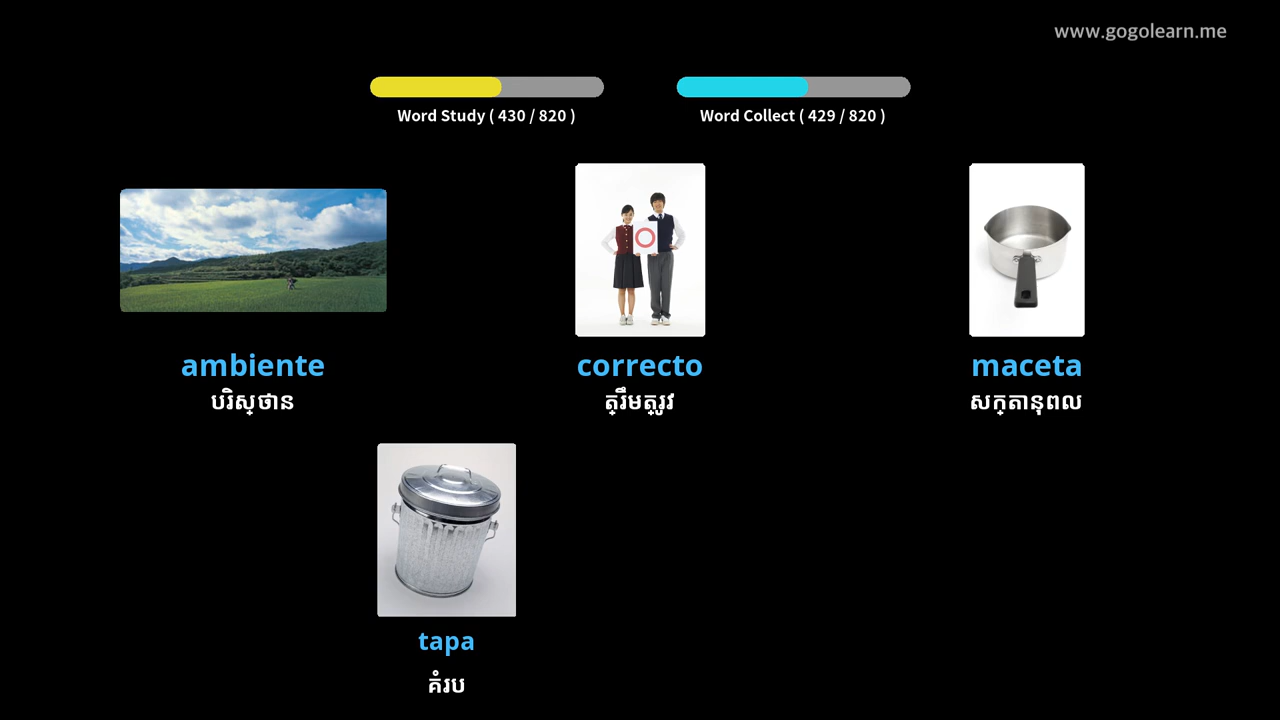 www.gogolearn.me
Word Study ( 430 / 820 )
Word Collect ( 429 / 820 )
ambiente
correcto
maceta
បរិស្ថាន
ត្រឹមត្រូវ
សក្តានុពល
tapa
គំរប